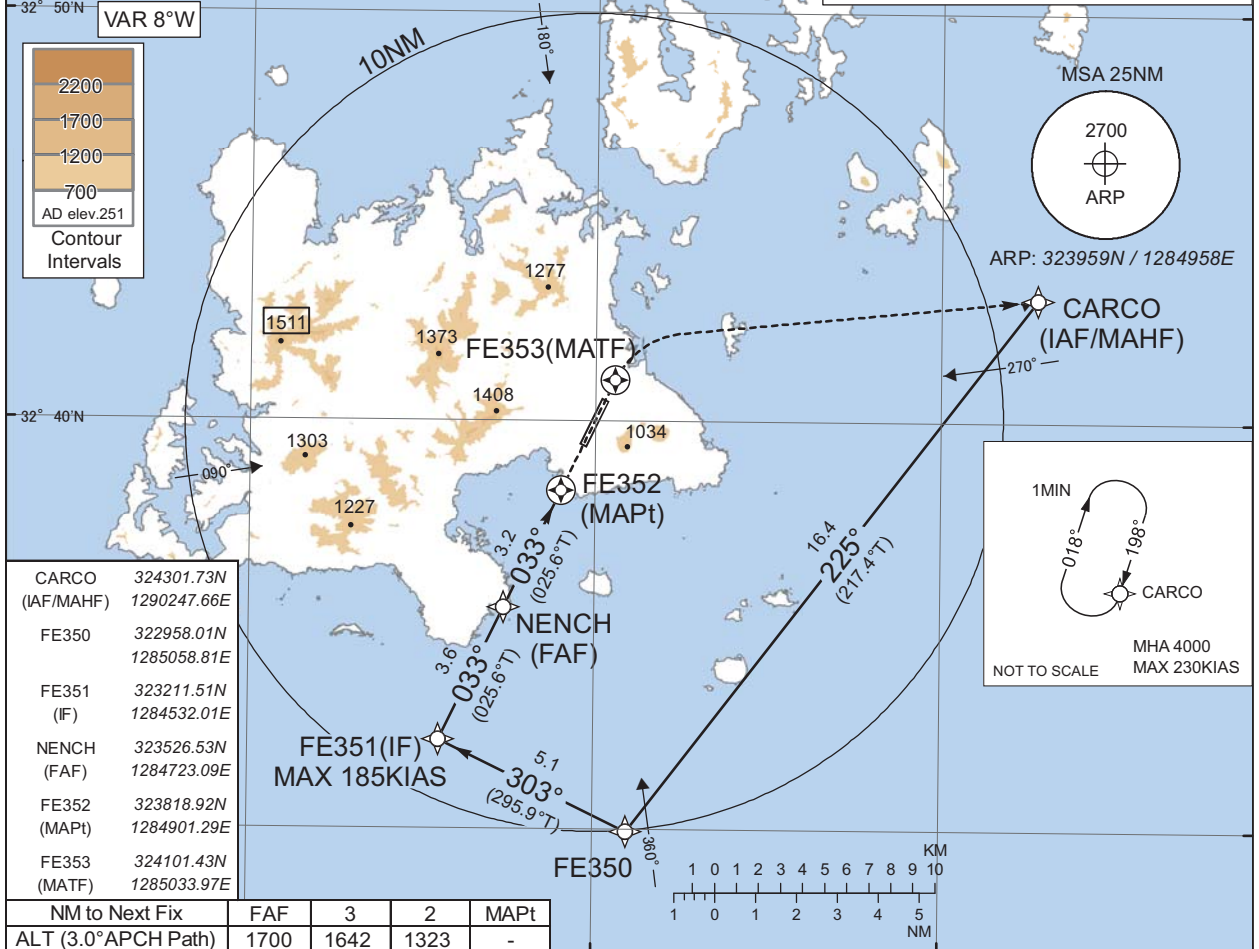 32° 50'N
VAR 8°W
2200
1700
1200
700
AD elev.251
Contour
Intervals
10NM
180°
MSA 25NM
2700
ARP
ARP: 323959N / 1284958E
CARCO
(IAF/MAHF)
270°
1277
1511
1373
FE353(MATF)
1408
32° 40'N
1303
1034
090°
1227
FE352
(MAPt)
3.2
033°
(025.6°T)
16.4
225°
(217.4°T)
1MIN
018°
198°
CARCO
MHA 4000
MAX 230KIAS
NOT TO SCALE
NENCH
(FAF)
3.6
033°
(025.6°T)
FE351(IF)
MAX 185KIAS
5.1
303°
(295.9°T)
FE350
360°
CARCO 324301.73N
(IAF/MAHF) 1290247.66E
FE350 322958.01N
1285058.81E
FE351 323211.51N
(IF) 1284532.01E
NENCH 323526.53N
(FAF) 1284723.09E
FE352 323818.92N
(MAPt) 1284901.29E
FE353 324101.43N
(MATF) 1285033.97E
KM
1 0 1 2 3 4 5 6 7 8 9 10
1 0 1 2 3 4 5
NM
NM to Next Fix FAF 3 2 MAPt
ALT (3.0°APCH Path) 1700 1642 1323 -